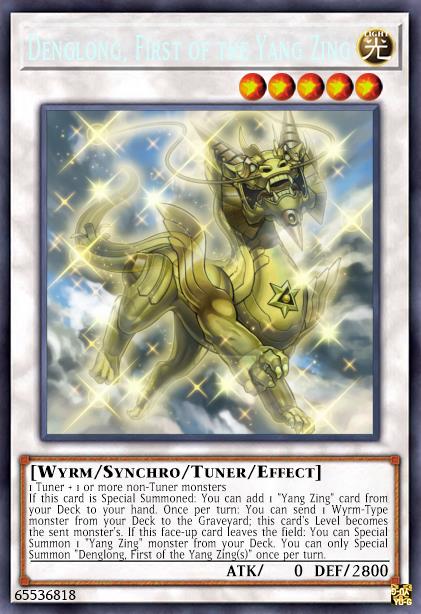 Denglong, First of the Yang Zing
LIGHT
光
[Wyrm/Synchro/Tuner/Effect]
1 Tuner + 1 or more non-Tuner monsters
If this card is Special Summoned: You can add 1 "Yang Zing" card from
your Deck to your hand. Once per turn: You can send 1 Wyrm-Type
monster from your Deck to the Graveyard; this card's Level becomes
the sent monster's. If this face-up card leaves the field: You can Special
Summon 1 "Yang Zing" monster from your Deck. You can only Special
Summon "Denglong, First of the Yang Zing(s)" once per turn.
ATK/ 0 DEF/2800
65536818